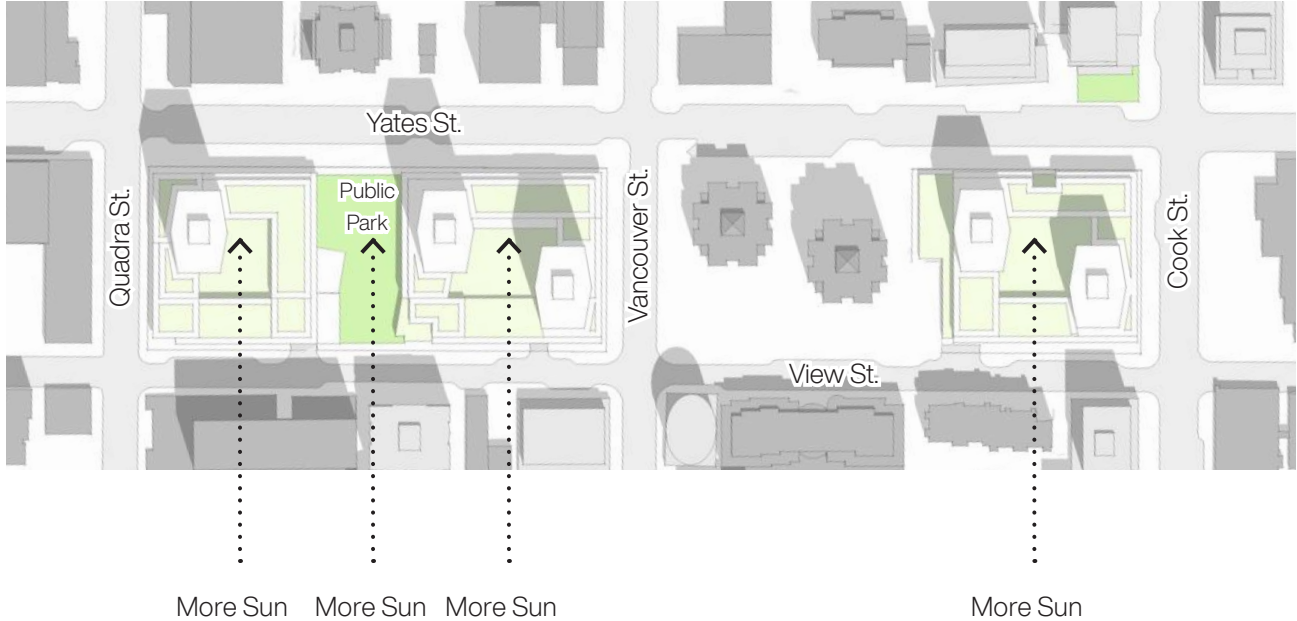 Yates St.
Public
Park
Quadra St.
Vancouver St.
Cook St.
View St.
More Sun
More Sun
More Sun
More Sun